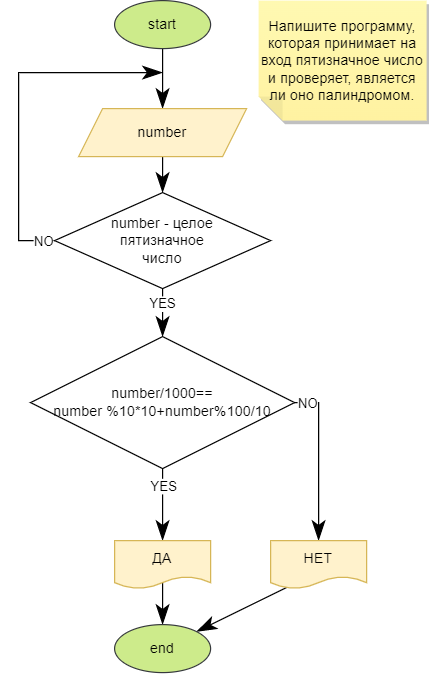 start
Напишите программу,
которая принимает на
вход пятизначное число
и проверяет, является
ли оно палиндромом.
number
number - целое
пятизначное
число
NO
YES
number/1000==
number %10*10+number%100/10
NO
YES
ДА
НЕТ
end